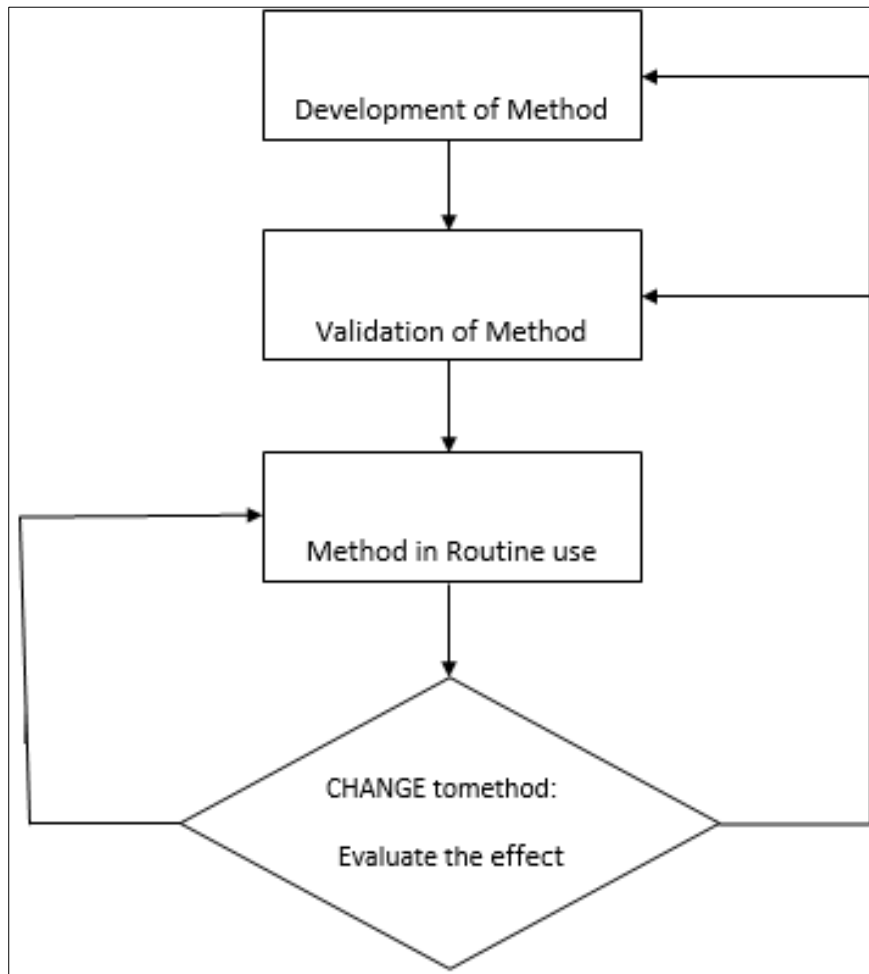 Development of Method
Validation of Method
Method in Routine use
CHANGE tomethod:
Evaluate the effect